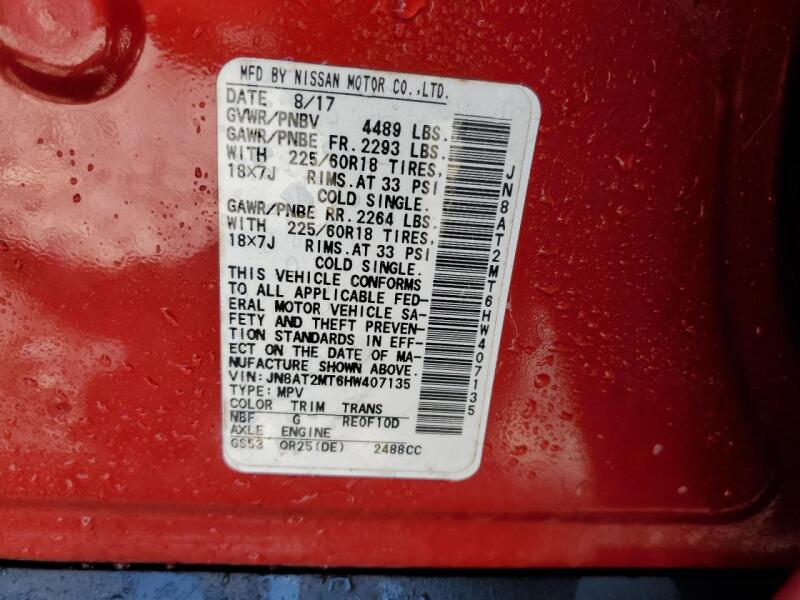 MFD BY NISSAN MOTOR CO.,LTD.
DATE 8/17
GVWR/PNBV 4489 LBS.
GAWR/PNBE FR. 2293 LBS.
WITH 225/60R18 TIRES,
18X7J RIMS.AT 33 PSI
COLD SINGLE.
GAWR/PNBE RR. 2264 LBS.
WITH 225/60R18 TIRES,
18X7J RIMS.AT 33 PSI
COLD SINGLE.
THIS VEHICLE CONFORMS
TO ALL APPLICABLE FED-
ERAL MOTOR VEHICLE SA-
FETY AND THEFT PREVEN-
TION STANDARDS IN EFF-
ECT ON THE DATE OF MA-
NUFACTURE SHOWN ABOVE.
VIN:JN8AT2MT6HW407135
TYPE: MPV
COLOR TRIM TRANS
NBF G RE0F10D
AXLE ENGINE
GS53 QR25(DE) 2488CC
JN8AT2MT6HW407135